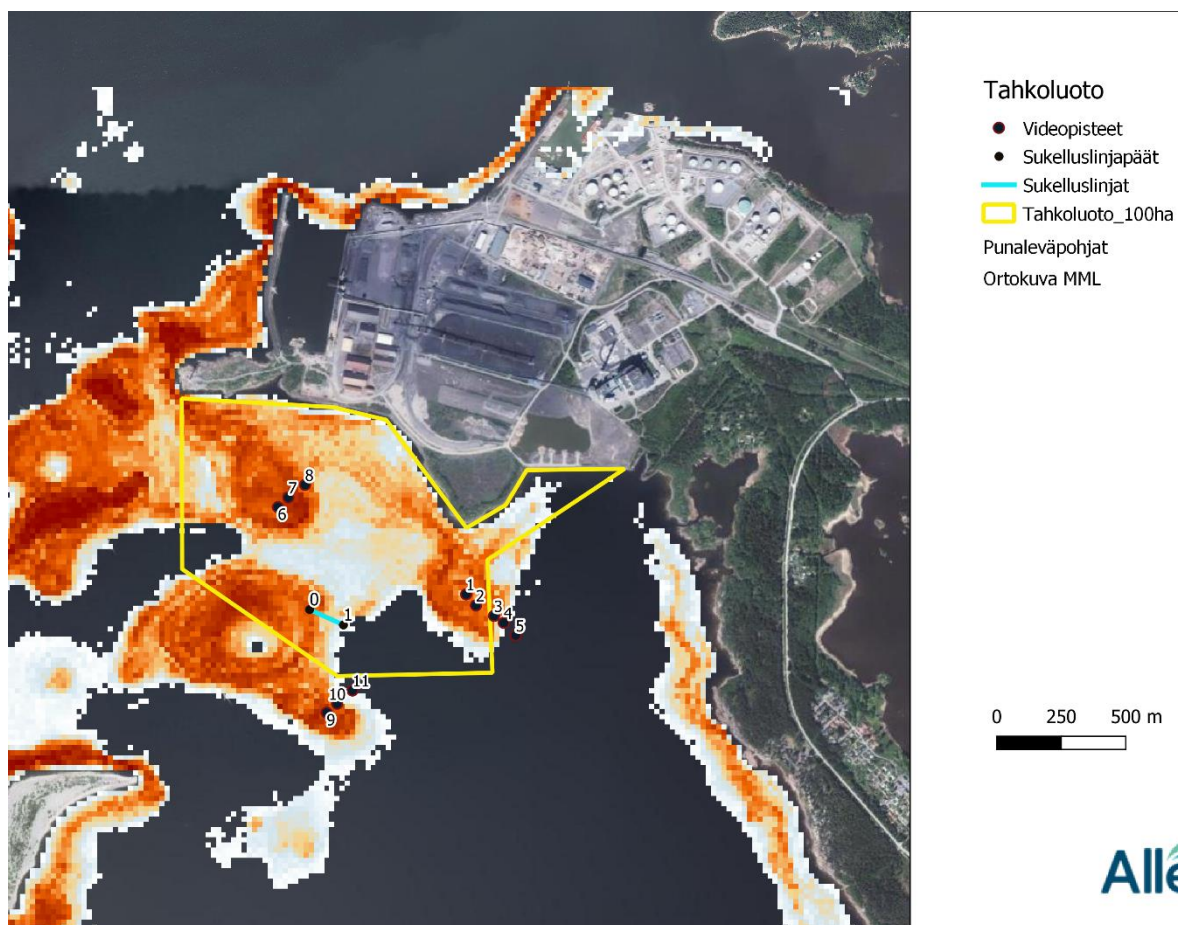 Tahkoluoto
Videopisteet
Sukelluslinjapäät
Sukelluslinjat
Tahkoluoto_100ha
Punaleväpohjat
Ortokuva MML
8
7
6
1
2
3
4
5
0
1
11
10
9
0 250 500 m
Alle